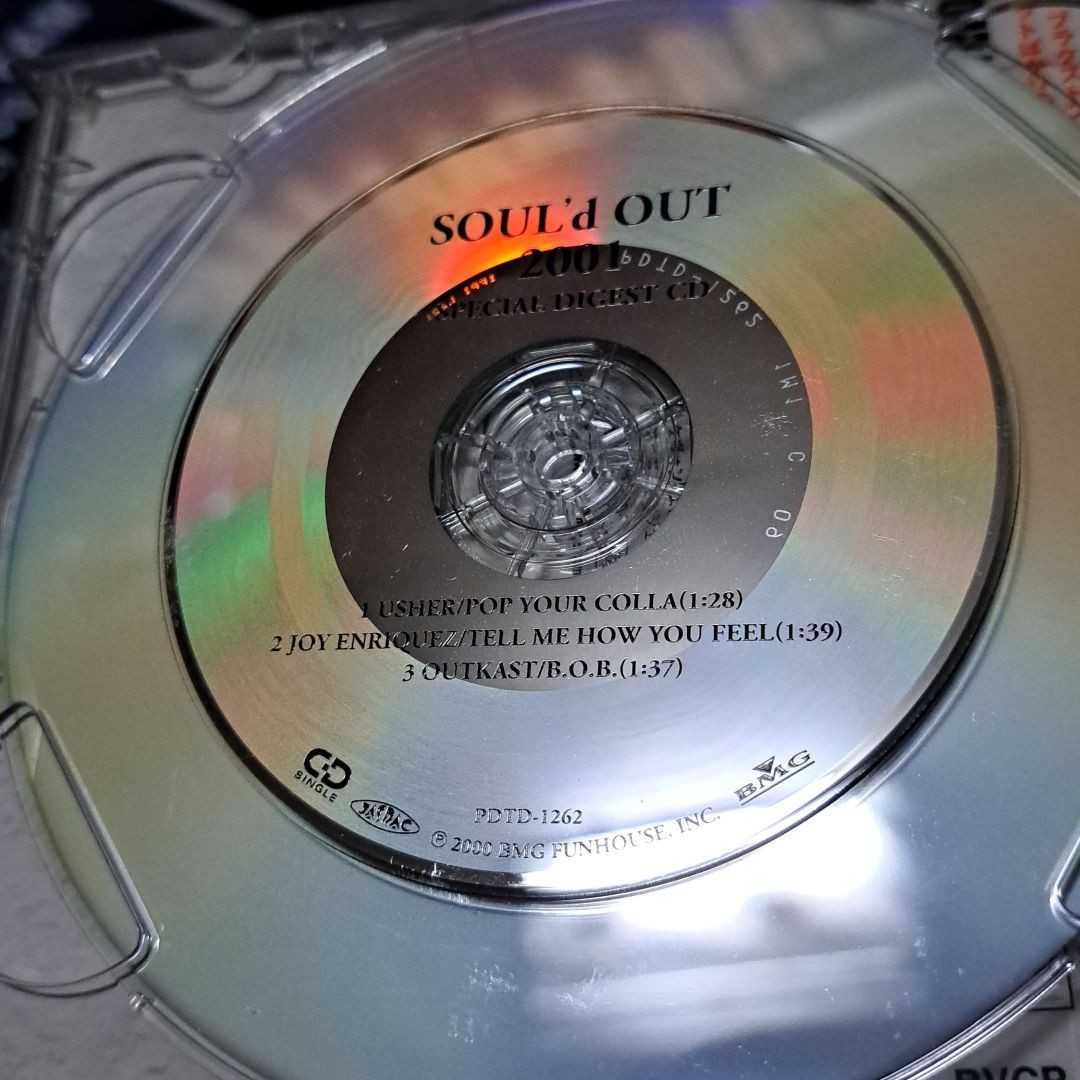 SOUL'd OUT
2001
SPECIAL DIGEST CD
1 USHER/POP YOUR COLLA(1:28)
2 JOY ENRIQUEZ/TELL ME HOW YOU FEEL(1:39)
3 OUTKAST/B.O.B.(1:37)
CD
SINGLE
JASRAC
BMG
PDTD-1262
℗ 2000 BMG FUNHOUSE, INC.